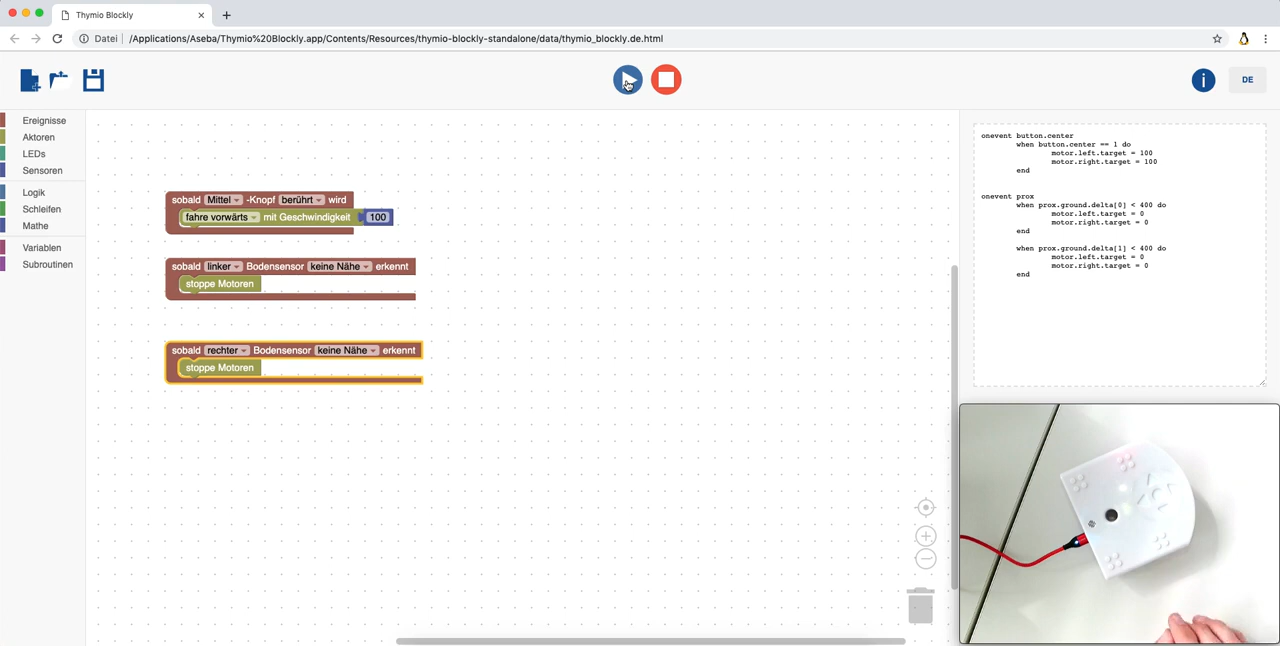 Thymio Blockly
Datei /Applications/Aseba/Thymio%20Blockly.app/Contents/Resources/thymio-blockly-standalone/data/thymio_blockly.de.html
i DE
Ereignisse
Aktoren
LEDs
Sensoren
Logik
Schleifen
Mathe
Variablen
Subroutinen
sobald Mittel -Knopf berührt wird
fahre vorwärts mit Geschwindigkeit 100
sobald linker Bodensensor keine Nähe erkennt
stoppe Motoren
sobald rechter Bodensensor keine Nähe erkennt
stoppe Motoren
onevent button.center
when button.center == 1 do
motor.left.target = 100
motor.right.target = 100
end
onevent prox
when prox.ground.delta[0] < 400 do
motor.left.target = 0
motor.right.target = 0
end
when prox.ground.delta[1] < 400 do
motor.left.target = 0
motor.right.target = 0
end